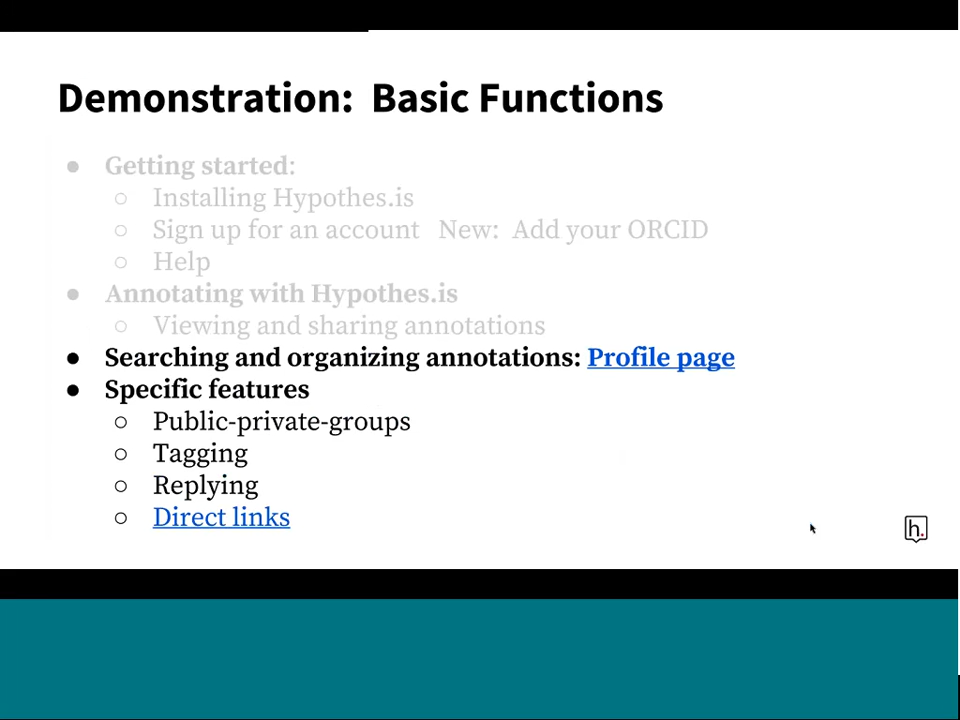 Demonstration:  Basic Functions
● Getting started:
○ Installing Hypothes.is
○ Sign up for an account   New:  Add your ORCID
○ Help
● Annotating with Hypothes.is
○ Viewing and sharing annotations
● Searching and organizing annotations: Profile page
● Specific features
○ Public-private-groups
○ Tagging
○ Replying
○ Direct links
h.